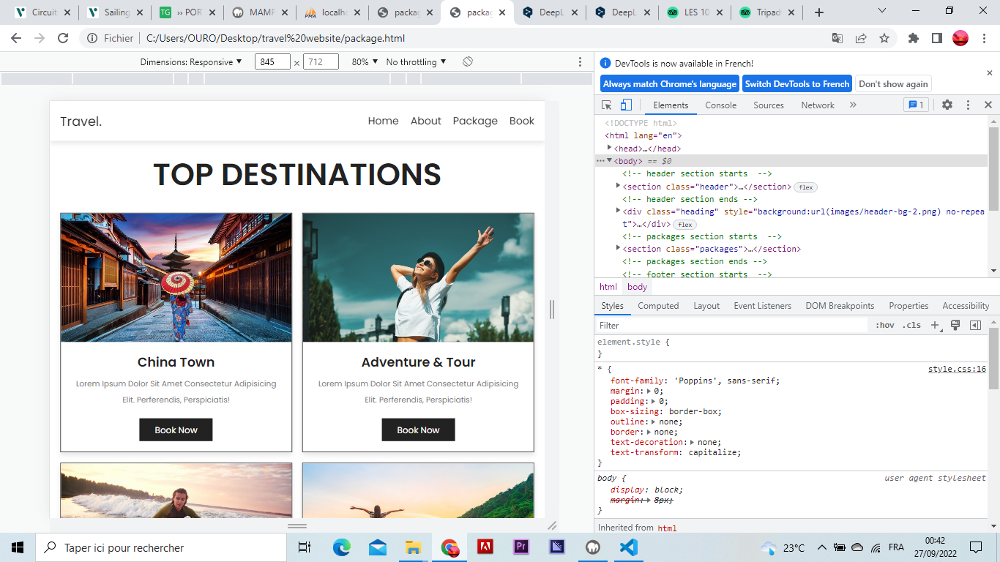 Circuit
Sailing
TG
›› POR
MAMP
localho
packag
packag
DeepL
DeepL
LES 10
Tripad
Fichier
C:/Users/OURO/Desktop/travel%20website/package.html
Dimensions: Responsive
845
×
712
80%
No throttling
DevTools is now available in French!
Always match Chrome's language
Switch DevTools to French
Don't show again
Elements
Console
Sources
Network
1
<!DOCTYPE html>
<html lang="en">
<head>…</head>
<body> == $0
<!-- header section starts  -->
<section class="header">…</section>
flex
<!-- header section ends -->
<div class="heading" style="background:url(images/header-bg-2.png) no-repea
t">…</div>
flex
<!-- packages section starts  -->
<section class="packages">…</section>
<!-- packages section ends -->
<!-- footer section starts  -->
html
body
Styles
Computed
Layout
Event Listeners
DOM Breakpoints
Properties
Accessibility
Filter
:hov
.cls
element.style {
}
* {
style.css:16
font-family: 'Poppins', sans-serif;
margin: 0;
padding: 0;
box-sizing: border-box;
outline: none;
border: none;
text-decoration: none;
text-transform: capitalize;
}
body {
user agent stylesheet
display: block;
margin: 8px;
}
Inherited from html
Travel.
Home
About
Package
Book
TOP DESTINATIONS
China Town
Lorem Ipsum Dolor Sit Amet Consectetur Adipisicing
Elit. Perferendis, Perspiciatis!
Book Now
Adventure & Tour
Lorem Ipsum Dolor Sit Amet Consectetur Adipisicing
Elit. Perferendis, Perspiciatis!
Book Now
Taper ici pour rechercher
Pr
23°C
FRA
00:42
27/09/2022